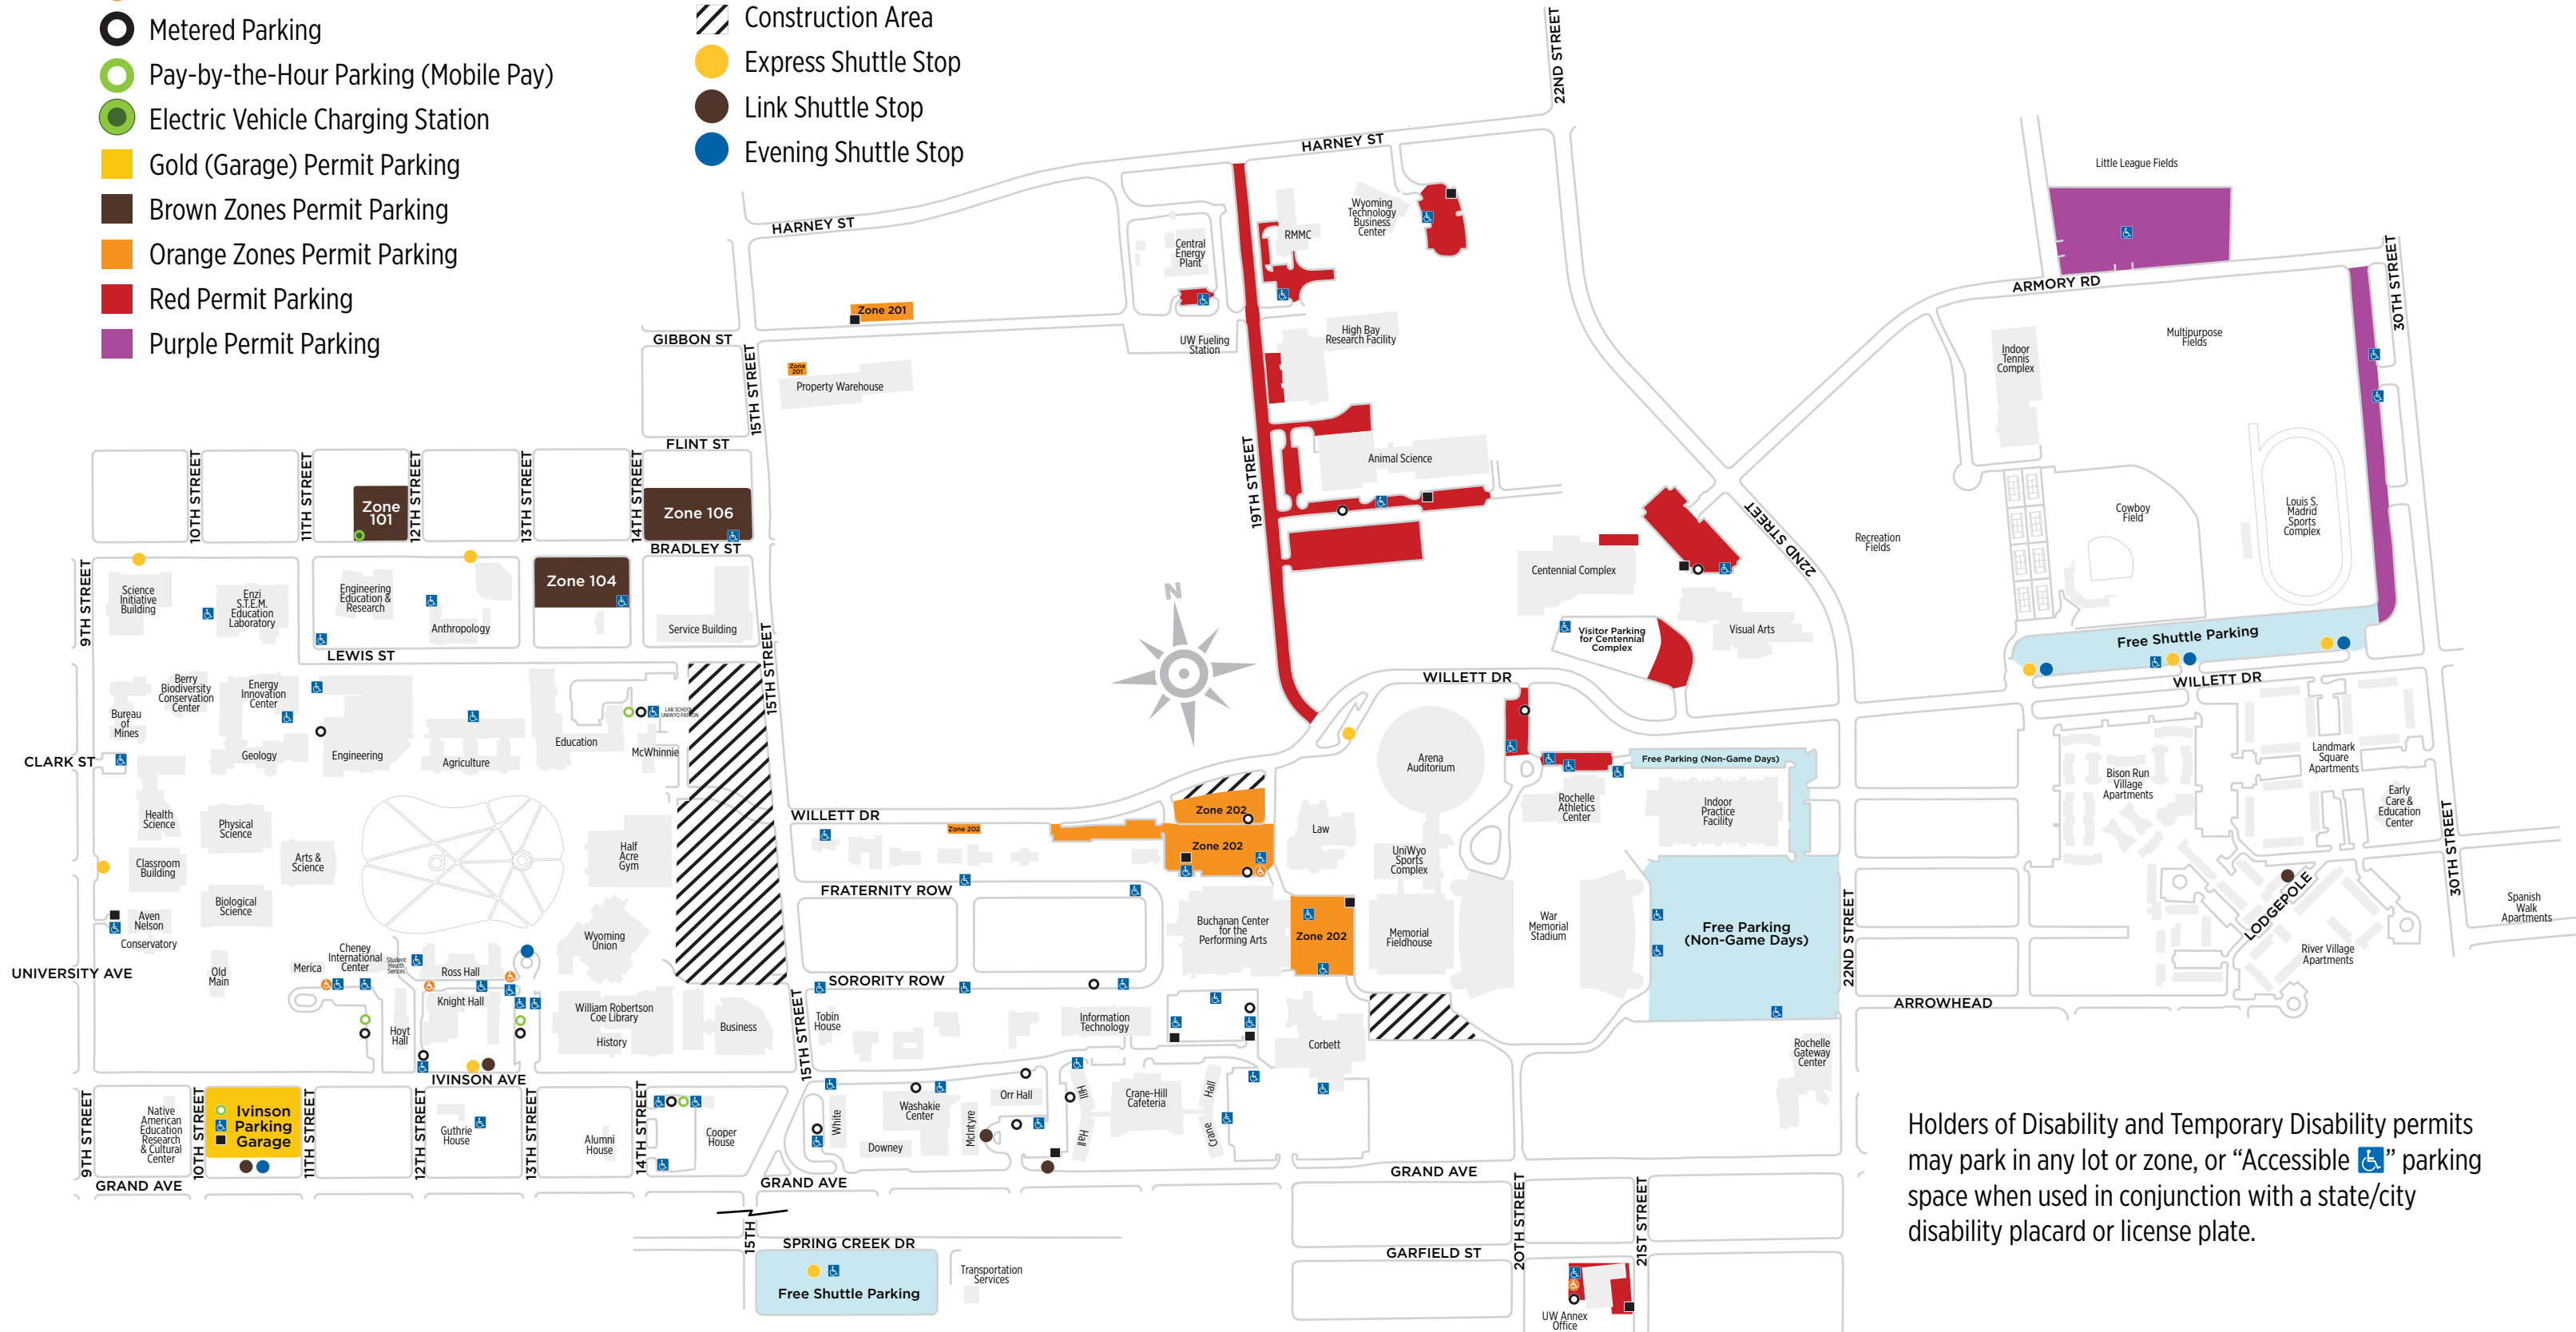 Metered Parking
Pay-by-the-Hour Parking (Mobile Pay)
Electric Vehicle Charging Station
Gold (Garage) Permit Parking
Brown Zones Permit Parking
Orange Zones Permit Parking
Red Permit Parking
Purple Permit Parking
Construction Area
Express Shuttle Stop
Link Shuttle Stop
Evening Shuttle Stop
22ND STREET
HARNEY ST
HARNEY ST
Little League Fields
Wyoming
Technology
Business
Center
RMMC
Central
Energy
Plant
ARMORY RD
30TH STREET
Zone 201
GIBBON ST
UW Fueling
Station
High Bay
Research Facility
Multipurpose
Fields
Indoor
Tennis
Complex
Zone
201
Property Warehouse
15TH STREET
FLINT ST
Animal Science
19TH STREET
10TH STREET
11TH STREET
12TH STREET
13TH STREET
14TH STREET
Zone
101
Zone 106
BRADLEY ST
22ND STREET
Recreation
Fields
Cowboy
Field
Louis S.
Madrid
Sports
Complex
9TH STREET
Science
Initiative
Building
Enzi
S.T.E.M.
Education
Laboratory
Engineering
Education &
Research
Anthropology
Zone 104
Service Building
Centennial Complex
Visitor Parking
for Centennial
Complex
Visual Arts
Free Shuttle Parking
WILLETT DR
N
LEWIS ST
15TH STREET
WILLETT DR
Berry
Biodiversity
Conservation
Center
Energy
Innovation
Center
Bureau
of
Mines
LAB SCHOOL
UNIWYO PATRON
CLARK ST
Geology
Engineering
Agriculture
Education
McWhinnie
Arena
Auditorium
Free Parking (Non-Game Days)
Landmark
Square
Apartments
Bison Run
Village
Apartments
Early
Care &
Education
Center
Health
Science
Physical
Science
WILLETT DR
Zone 202
Zone 202
Zone 202
Law
Rochelle
Athletics
Center
Indoor
Practice
Facility
30TH STREET
Classroom
Building
Arts &
Science
Half
Acre
Gym
UniWyo
Sports
Complex
FRATERNITY ROW
LODGEPOLE
Spanish
Walk
Apartments
Aven
Nelson
Conservatory
Biological
Science
Wyoming
Union
Buchanan Center
for the
Performing Arts
Zone 202
Memorial
Fieldhouse
War
Memorial
Stadium
Free Parking
(Non-Game Days)
22ND STREET
River Village
Apartments
UNIVERSITY AVE
Old
Main
Merica
Cheney
International
Center
Student
Health
Services
Ross Hall
Knight Hall
SORORITY ROW
ARROWHEAD
Hoyt
Hall
William Robertson
Coe Library
History
Business
15TH STREET
Tobin
House
Information
Technology
Corbett
Rochelle
Gateway
Center
IVINSON AVE
9TH STREET
Native
American
Education
Research
& Cultural
Center
10TH STREET
Ivinson
Parking
Garage
11TH STREET
12TH STREET
Guthrie
House
13TH STREET
Alumni
House
14TH STREET
Cooper
House
White
Washakie
Center
Downey
McIntyre
Orr Hall
Hill
Hall
Crane-Hill
Cafeteria
Hall
Crane
GRAND AVE
GRAND AVE
GRAND AVE
15TH
SPRING CREEK DR
Free Shuttle Parking
Transportation
Services
20TH STREET
21ST STREET
GARFIELD ST
UW Annex
Office
Holders of Disability and Temporary Disability permits
may park in any lot or zone, or “Accessible ” parking
space when used in conjunction with a state/city
disability placard or license plate.